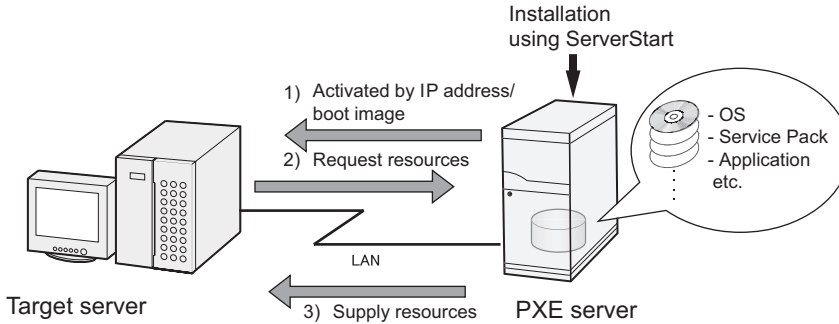 Installation
using ServerStart
1) Activated by IP address/
boot image
2) Request resources
- OS
- Service Pack
- Application
etc.
LAN
Target server
3) Supply resources
PXE server